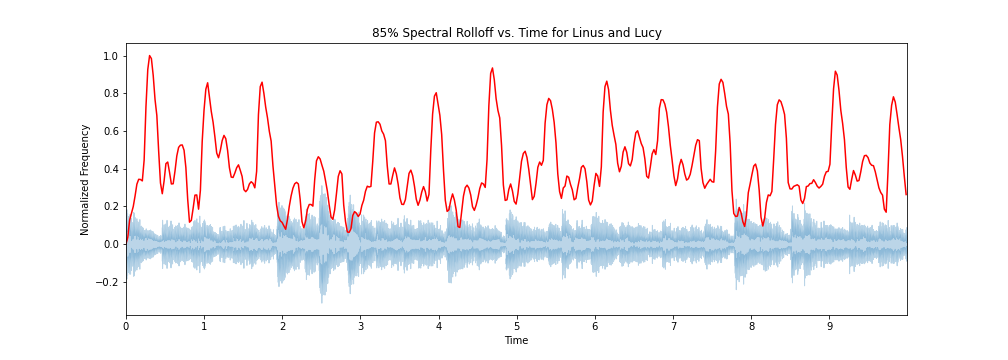 85% Spectral Rolloff vs. Time for Linus and Lucy
Normalized Frequency
1.0
0.8
0.6
0.4
0.2
0.0
−0.2
0 1 2 3 4 5 6 7 8 9
Time